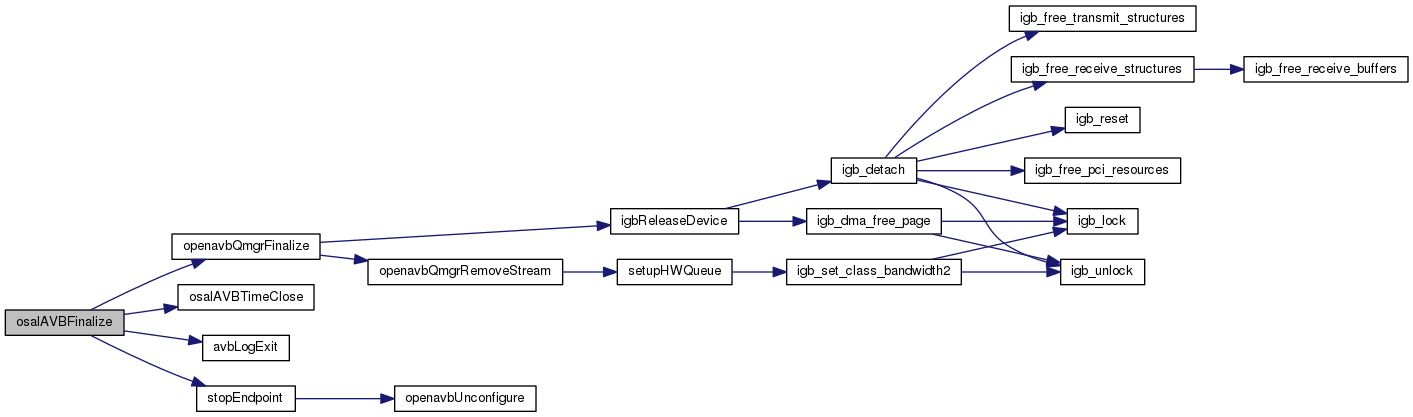 osalAVBFinalize
openavbQmgrFinalize
osalAVBTimeClose
avbLogExit
stopEndpoint
igbReleaseDevice
openavbQmgrRemoveStream
openavbUnconfigure
setupHWQueue
igb_detach
igb_dma_free_page
igb_set_class_bandwidth2
igb_free_transmit_structures
igb_free_receive_structures
igb_reset
igb_free_pci_resources
igb_lock
igb_unlock
igb_free_receive_buffers